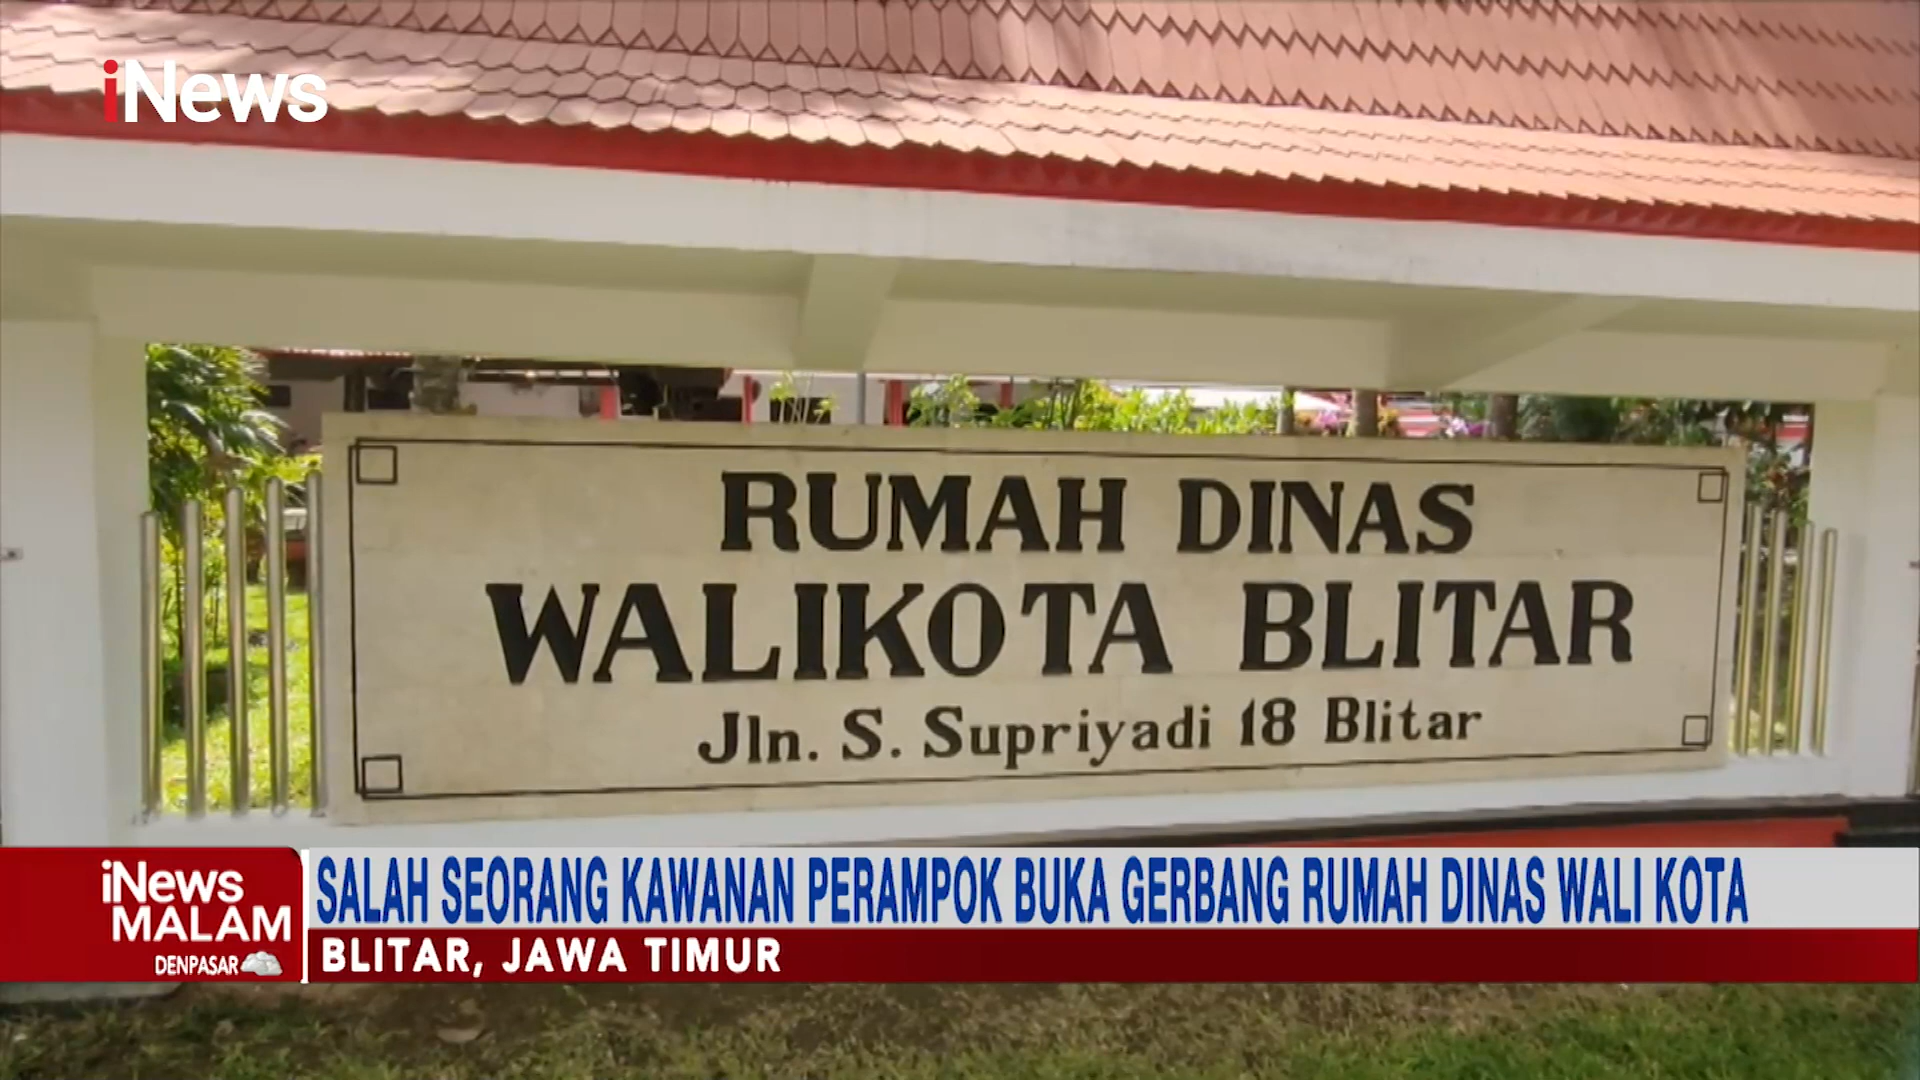 iNews
RUMAH DINAS
WALIKOTA BLITAR
Jln. S. Supriyadi 18 Blitar
iNews
MALAM
DENPASAR
SALAH SEORANG KAWANAN PERAMPOK BUKA GERBANG RUMAH DINAS WALI KOTA
BLITAR, JAWA TIMUR